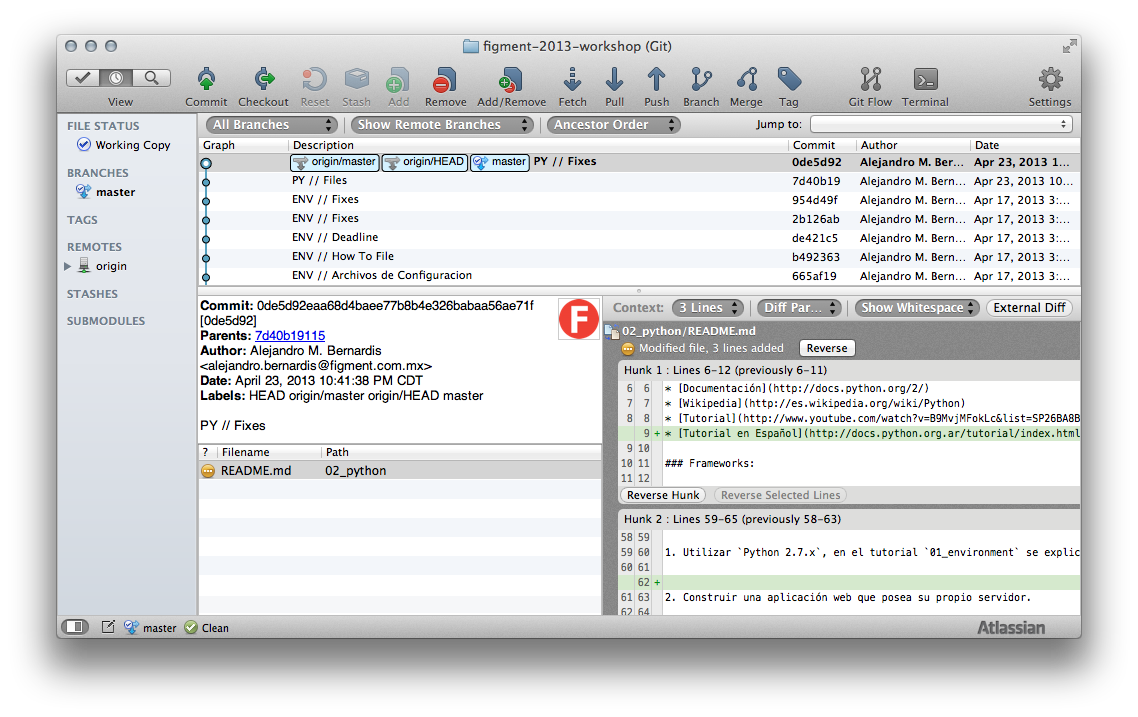 figment-2013-workshop (Git)
View Commit Checkout Reset Stash Add Remove Add/Remove Fetch Pull Push Branch Merge Tag Git Flow Terminal Settings
FILE STATUS
Working Copy
BRANCHES
master
TAGS
REMOTES
origin
STASHES
SUBMODULES
All Branches Show Remote Branches Ancestor Order Jump to:
Graph Description Commit Author Date
origin/master origin/HEAD master PY // Fixes 0de5d92 Alejandro M. Ber... Apr 23, 2013 1...
PY // Files 7d40b19 Alejandro M. Bern... Apr 23, 2013 10...
ENV // Fixes 954d49f Alejandro M. Bern... Apr 17, 2013 3:...
ENV // Fixes 2b126ab Alejandro M. Bern... Apr 17, 2013 3:...
ENV // Deadline de421c5 Alejandro M. Bern... Apr 17, 2013 3:...
ENV // How To File b492363 Alejandro M. Bern... Apr 17, 2013 3:...
ENV // Archivos de Configuracion 665af19 Alejandro M. Bern... Apr 17, 2013 3:...
Commit: 0de5d92eaa68d4baee77b8b4e326babaa56ae71f
[0de5d92]
Parents: 7d40b19115
Author: Alejandro M. Bernardis
<alejandro.bernardis@figment.com.mx>
Date: April 23, 2013 10:41:38 PM CDT
Labels: HEAD origin/master origin/HEAD master
PY // Fixes
F
? Filename Path
README.md 02_python
Context: 3 Lines Diff Par... Show Whitespace External Diff
02_python/README.md
Modified file, 3 lines added Reverse
Hunk 1 : Lines 6-12 (previously 6-11)
6 6 * [Documentación](http://docs.python.org/2/)
7 7 * [Wikipedia](http://es.wikipedia.org/wiki/Python)
8 8 * [Tutorial](http://www.youtube.com/watch?v=B9MvjMFokLc&list=SP26BA8B
9 + * [Tutorial en Español](http://docs.python.org.ar/tutorial/index.html
9 10
10 11 ### Frameworks:
11 12
Reverse Hunk Reverse Selected Lines
Hunk 2 : Lines 59-65 (previously 58-63)
58 59
59 60 1. Utilizar `Python 2.7.x`, en el tutorial `01_environment` se explic
60 61
62 +
61 63 2. Construir una aplicación web que posea su propio servidor.
62 64
master Clean
Atlassian